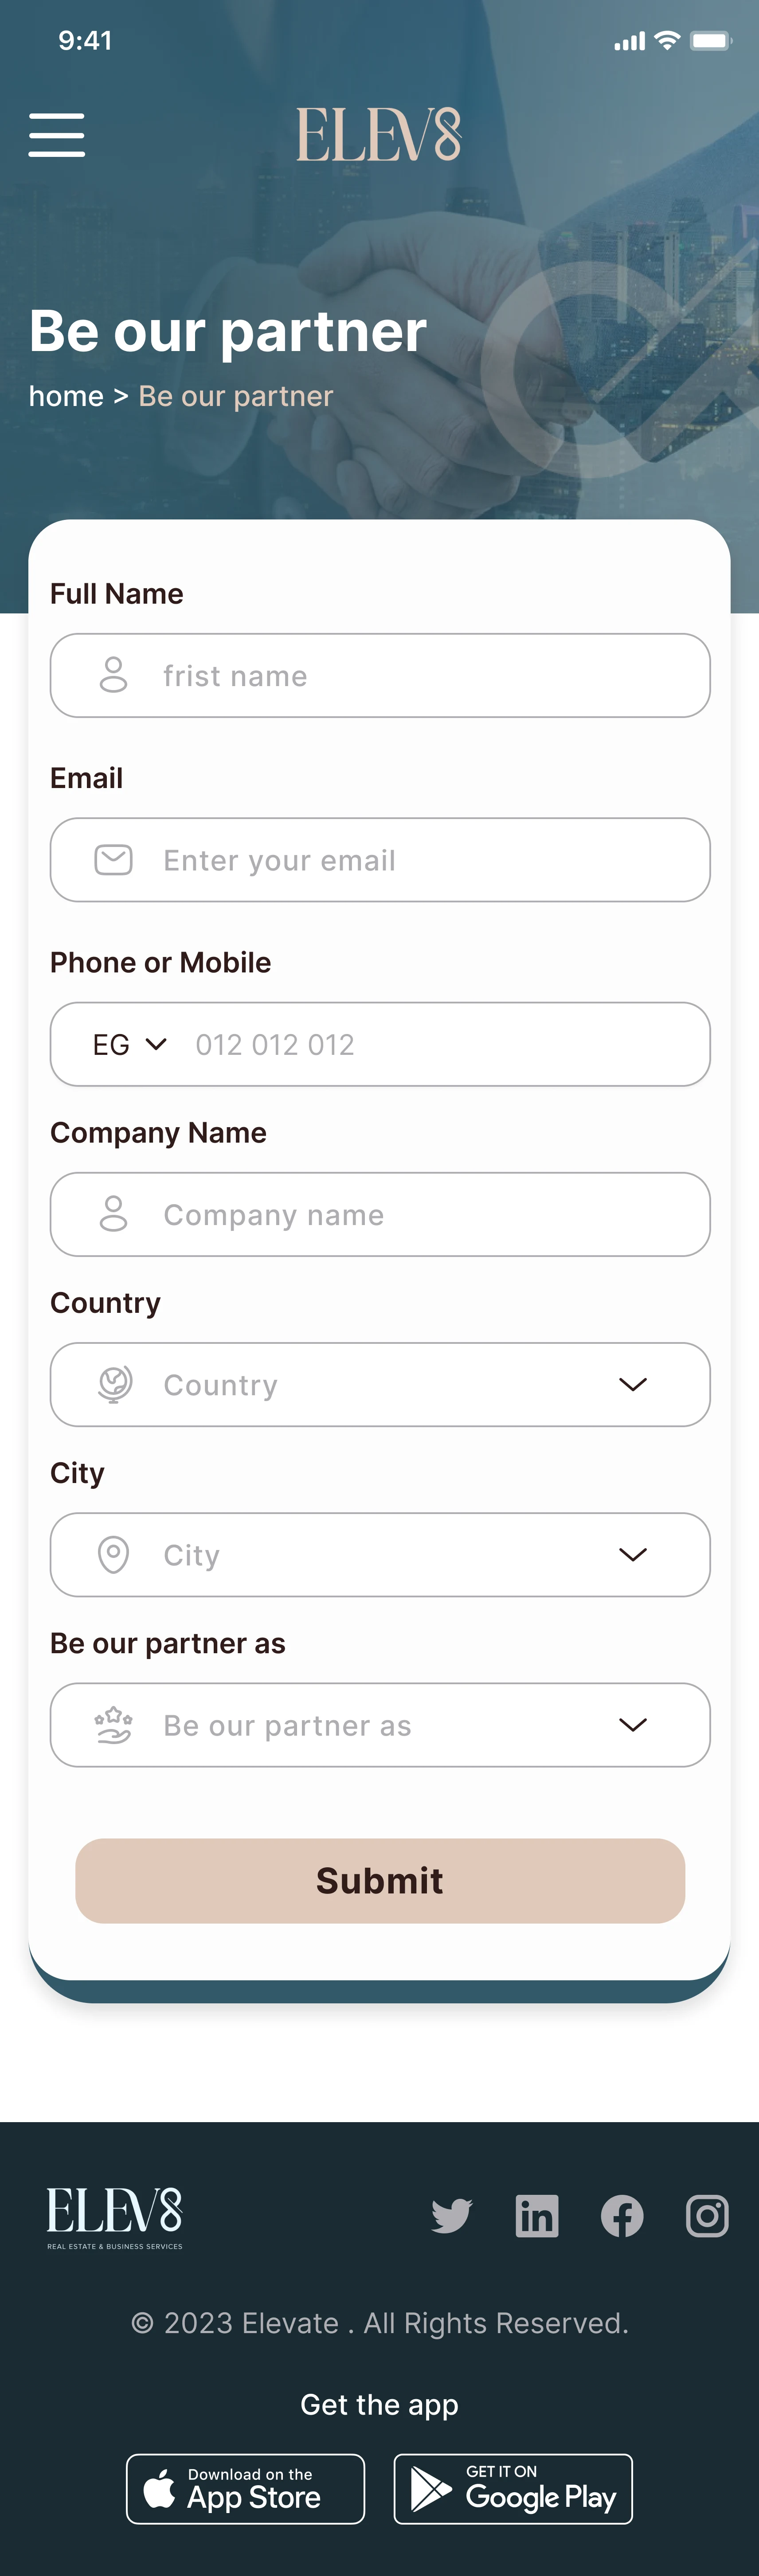 9:41
ELEV8
Be our partner
home > Be our partner
Full Name
frist name
Email
Enter your email
Phone or Mobile
EG 012 012 012
Company Name
Company name
Country
Country
City
City
Be our partner as
Be our partner as
Submit
ELEV8
REAL ESTATE & BUSINESS SERVICES
© 2023 Elevate . All Rights Reserved.
Get the app
Download on the
App Store
GET IT ON
Google Play